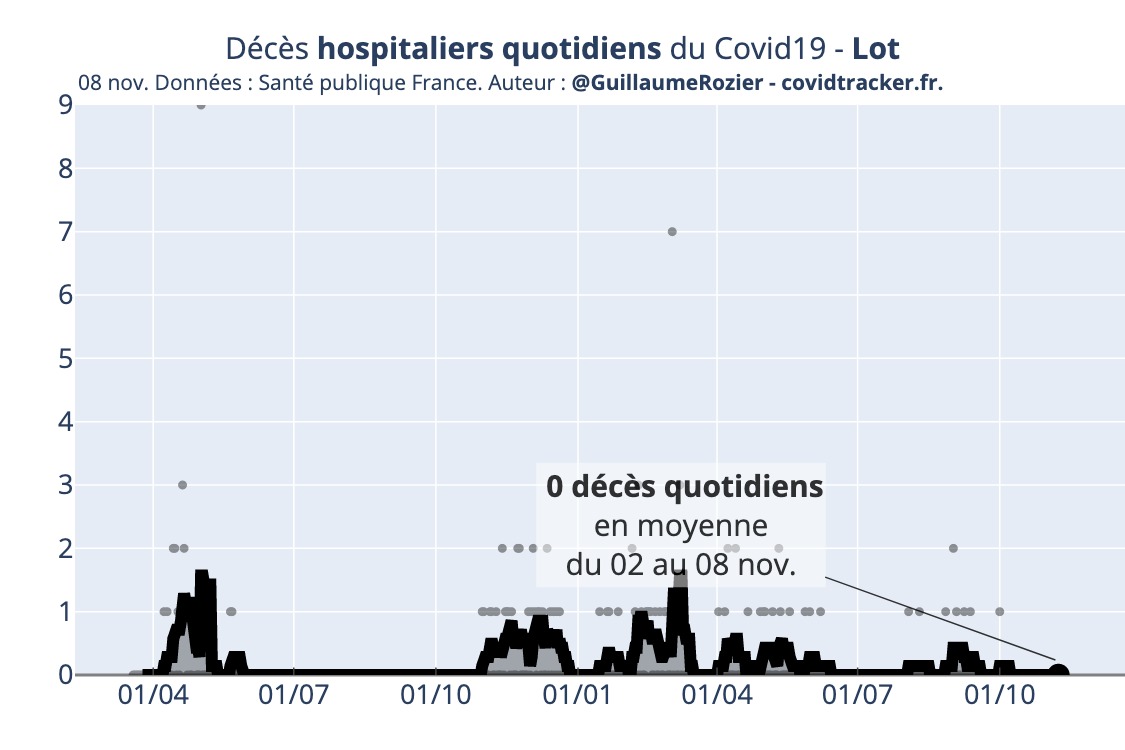 Décès hospitaliers quotidiens du Covid19 - Lot
08 nov. Données : Santé publique France. Auteur : @GuillaumeRozier - covidtracker.fr.
9
8
7
6
5
4
3
2
1
0
0 décès quotidiens
en moyenne
du 02 au 08 nov.
01/04 01/07 01/10 01/01 01/04 01/07 01/10